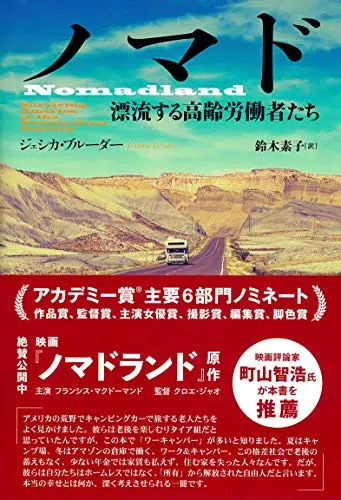 ノマド
Nomadland
Surviving
America
in the
Twenty-First
Century
漂流する高齢労働者たち
ジェシカ・ブルーダー
Jessica Bruder
鈴木素子[訳]
アカデミー賞®主要6部門ノミネート
作品賞、監督賞、主演女優賞、撮影賞、編集賞、脚色賞
絶賛公開中
映画
『ノマドランド』原作
主演 フランシス・マクドーマンド 監督 クロエ・ジャオ
映画評論家
町山智浩氏
が本書を
推薦
アメリカの荒野でキャンピングカーで旅する老人たちを
よく見かけました。彼らは老後を楽しむリタイア組だと
思っていたんですが、この本で「ワーキャンパー」が多いと知りました。夏はキャ
ンプ場、冬はアマゾンの倉庫で働く、ワーク&キャンパー。この格差社会で老後の
蓄えもなく、少ない年金では家賃も払えず、住む家を失った人々なんです。だが、
彼らは自分たちはホームレスではなく、「所有」から解放された自由人だと言います。
本当の幸せとは何か、深く考えさせられる一冊です。